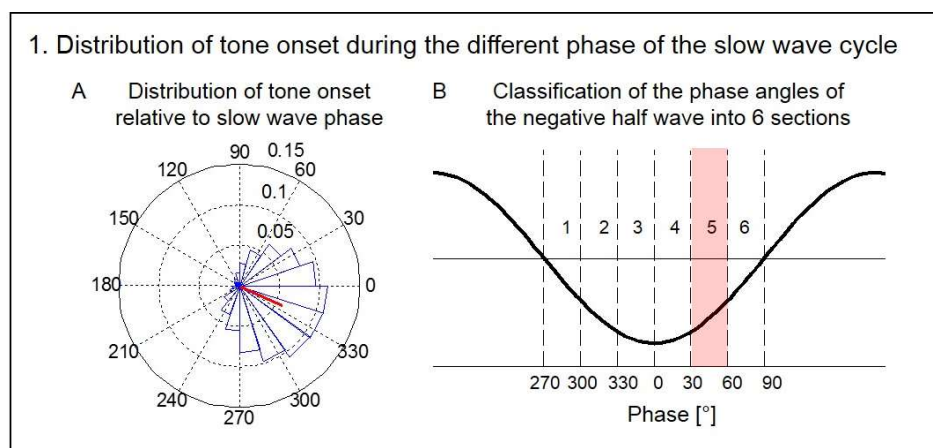 1. Distribution of tone onset during the different phase of the slow wave cycle
A Distribution of tone onset
relative to slow wave phase
90 0.15
120 60
0.1
150 30
0.05
180 0
210 330
240 300
270
B Classification of the phase angles of
the negative half wave into 6 sections
1 2 3 4 5 6
270 300 330 0 30 60 90
Phase [°]